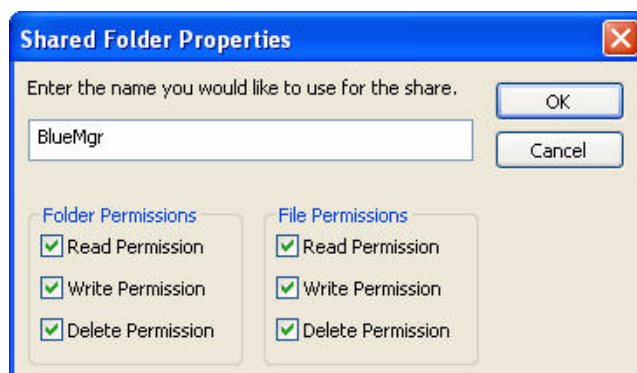 Shared Folder Properties
Enter the name you would like to use for the share.
OK
BlueMgr
Cancel
Folder Permissions
File Permissions
Read Permission
Read Permission
Write Permission
Write Permission
Delete Permission
Delete Permission